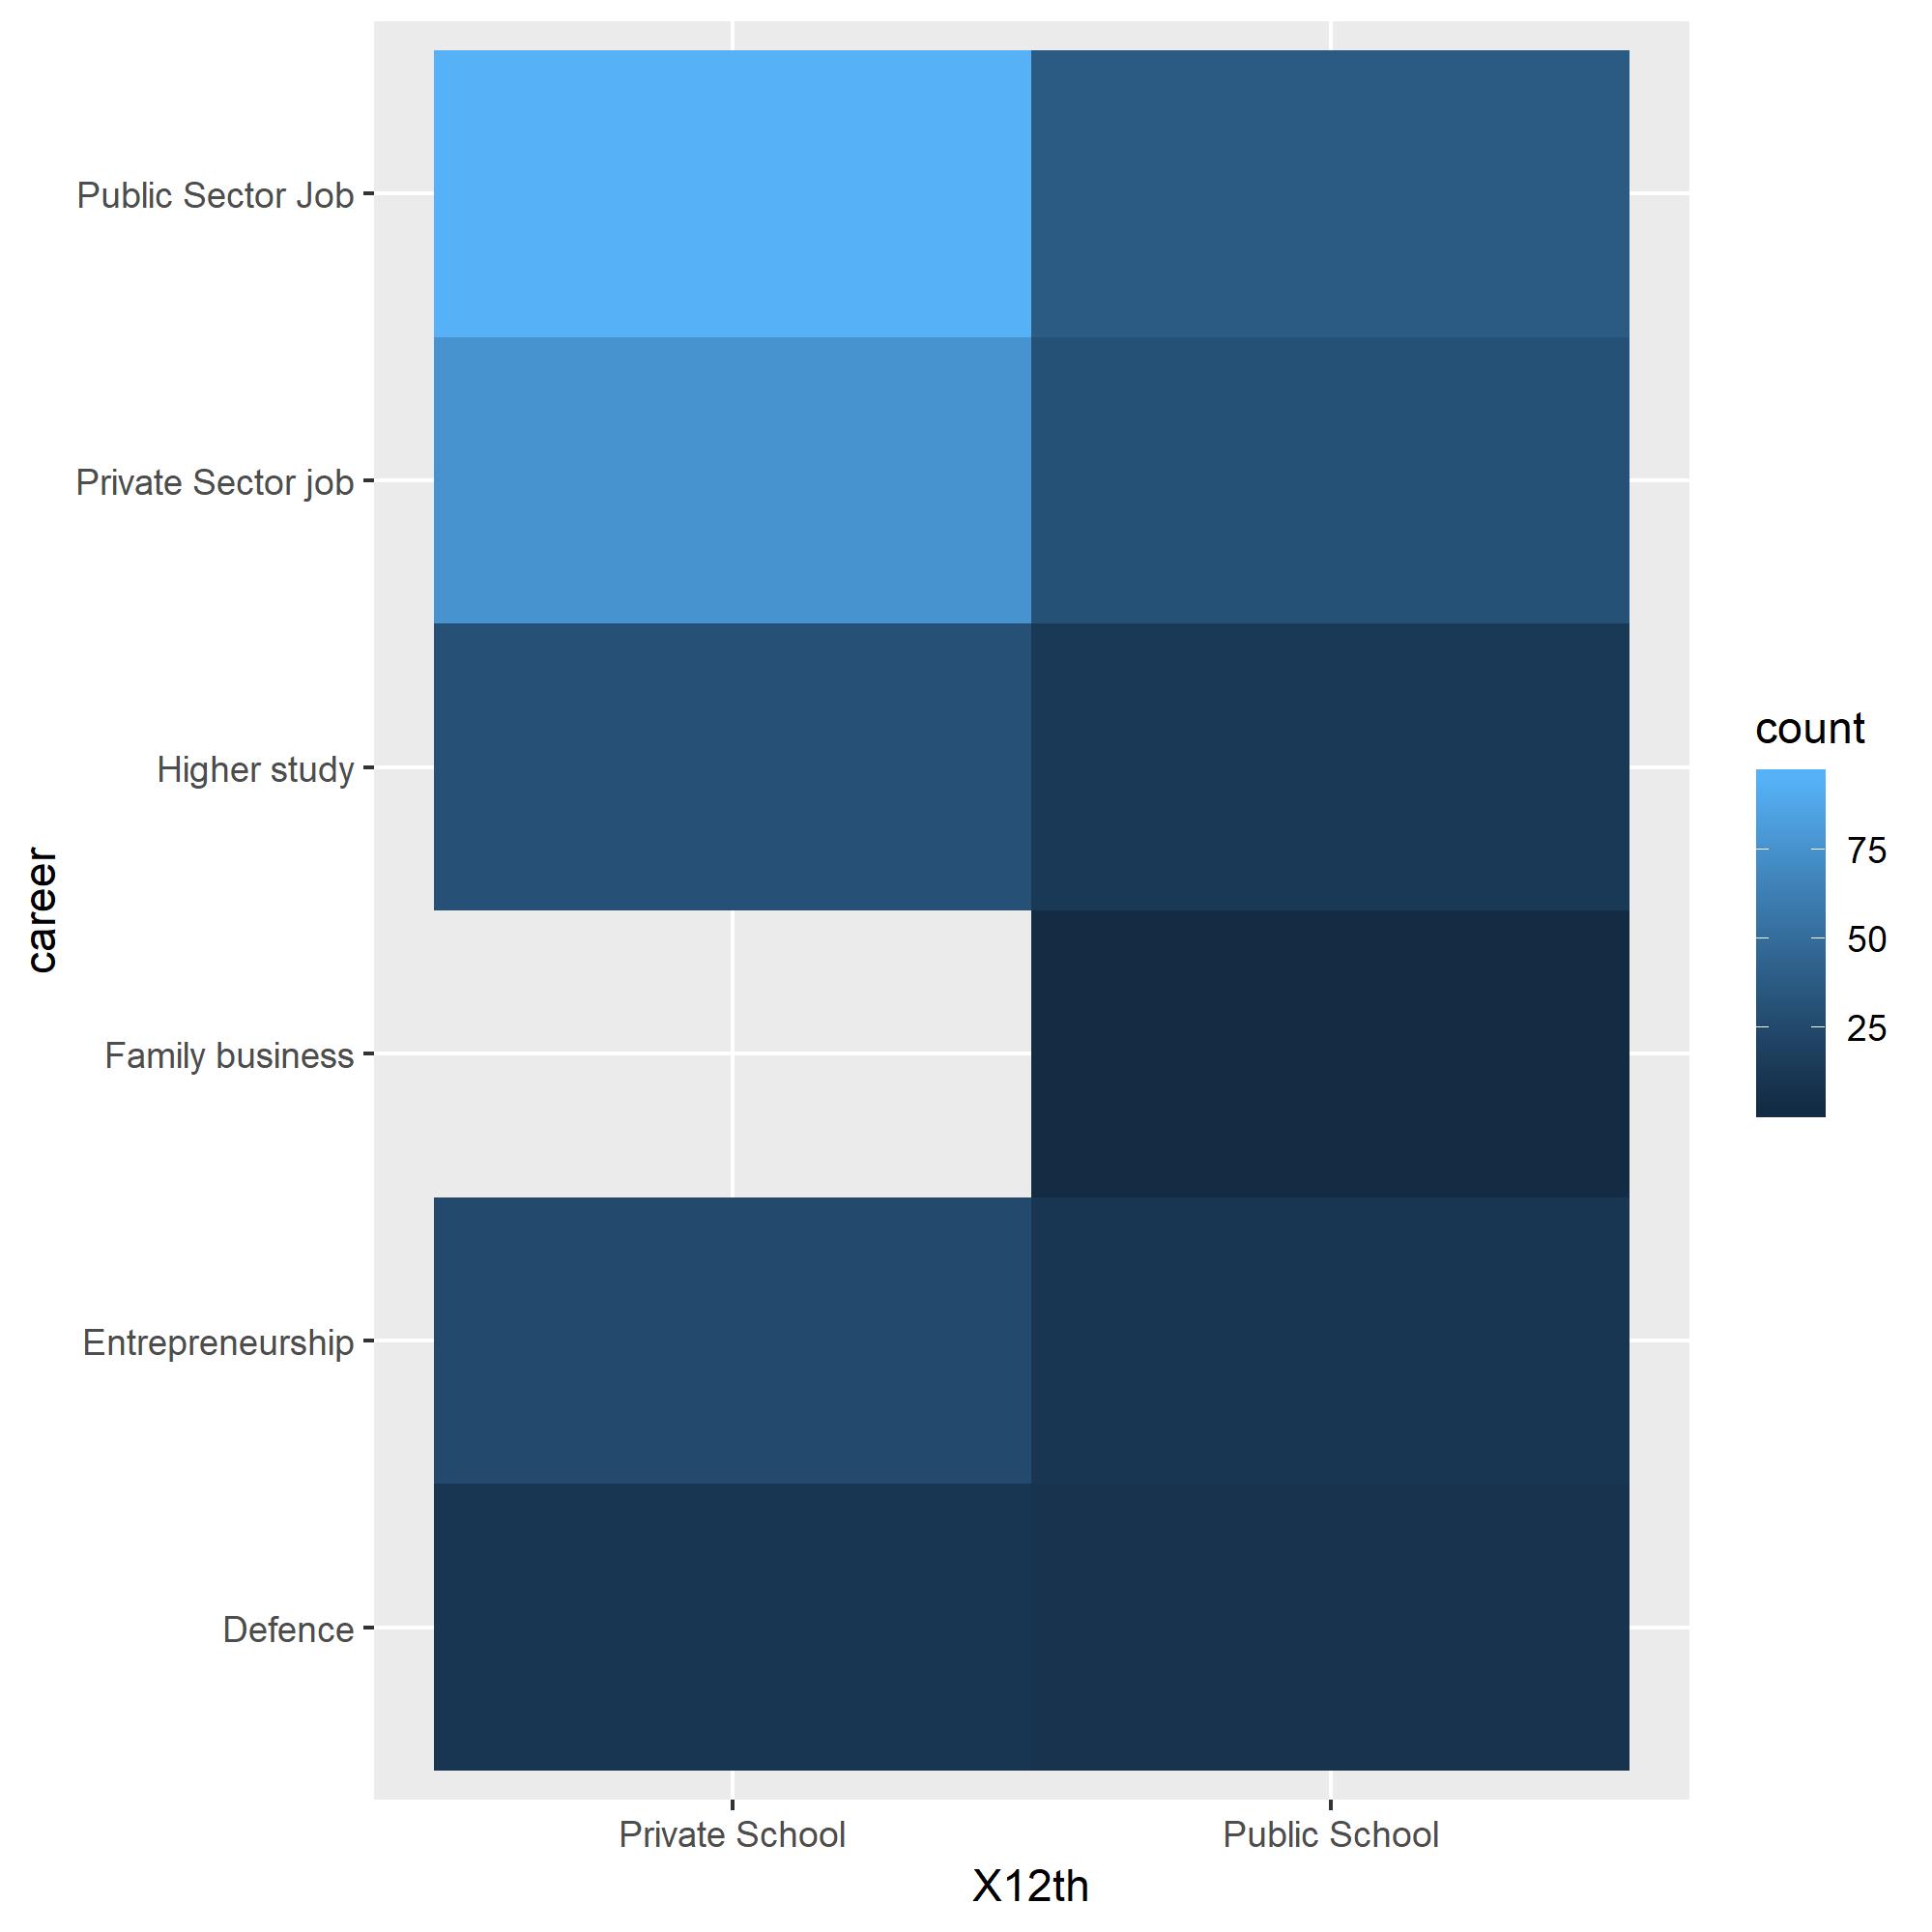 Public Sector Job
Private Sector job
Higher study
Family business
Entrepreneurship
Defence
career
Private School
Public School
X12th
count
75
50
25